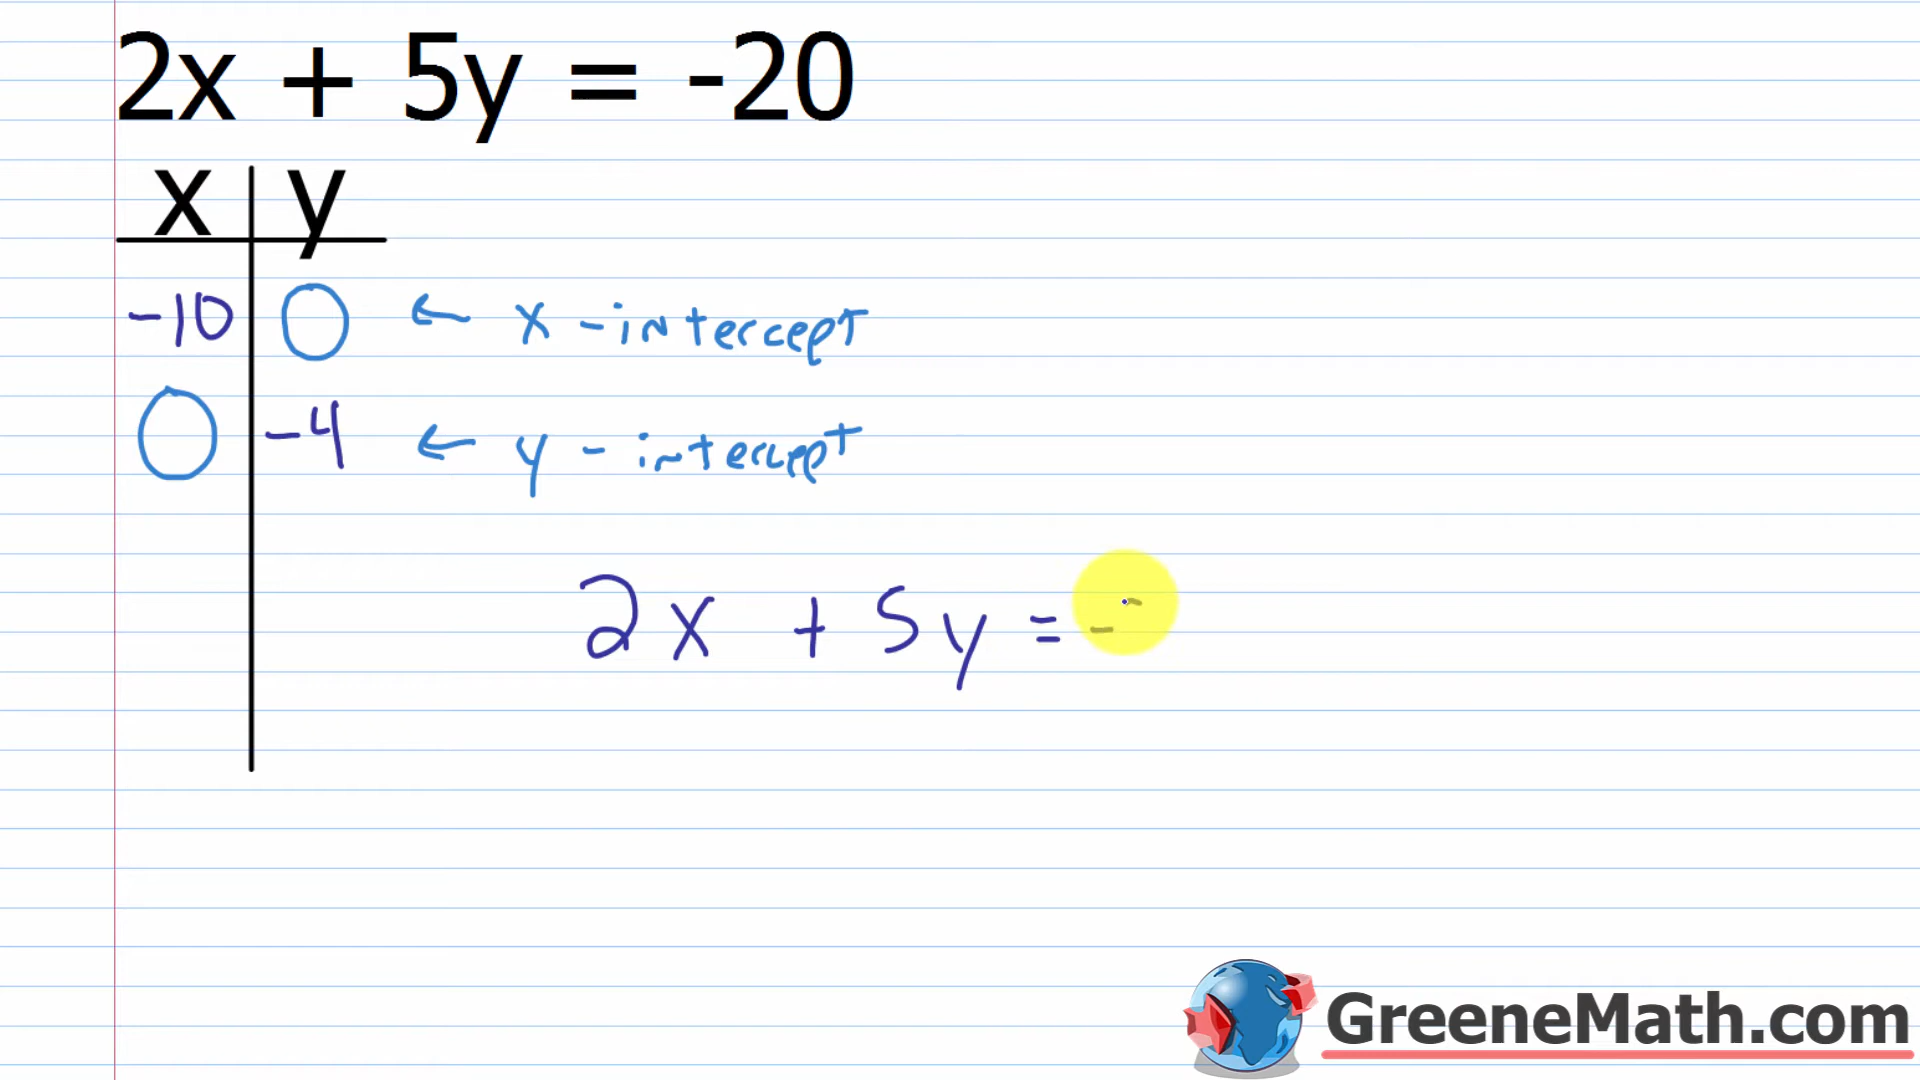 2x + 5y = -20
x y
-10 0 ← x - intercept
0 -4 ← y - intercept
2x + 5y = -
GreeneMath.com